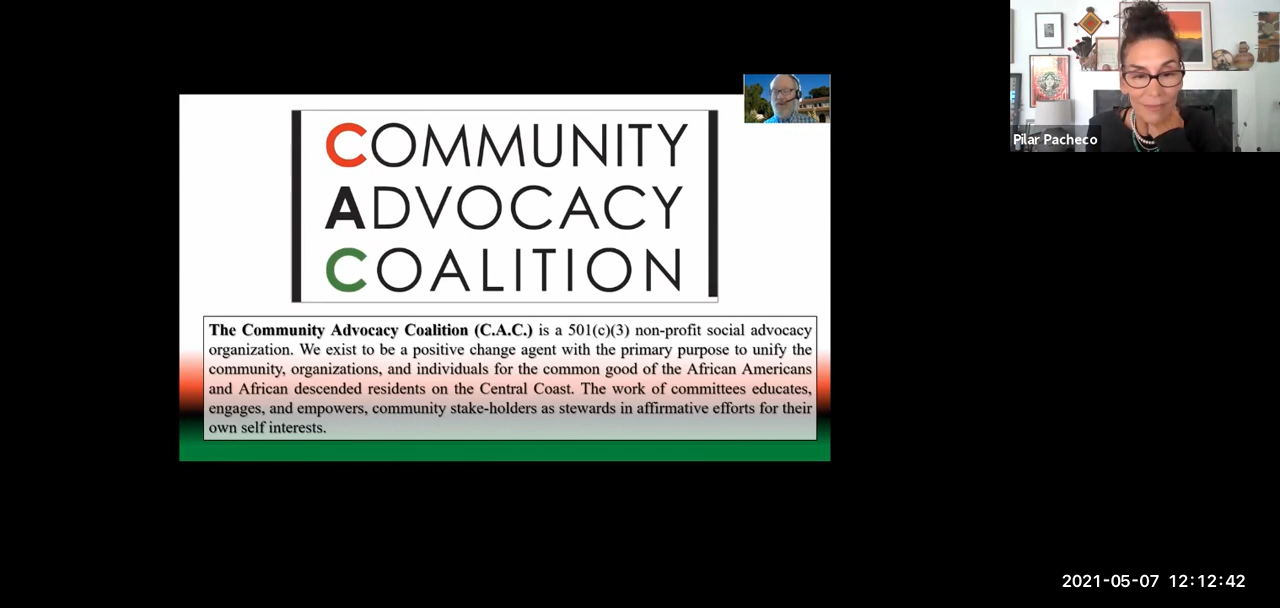 COMMUNITY
ADVOCACY
COALITION
The Community Advocacy Coalition (C.A.C.) is a 501(c)(3) non-profit social advocacy
organization. We exist to be a positive change agent with the primary purpose to unify the
community, organizations, and individuals for the common good of the African Americans
and African descended residents on the Central Coast. The work of committees educates,
engages, and empowers, community stake-holders as stewards in affirmative efforts for their
own self interests.
Pilar Pacheco
2021-05-07 12:12:42